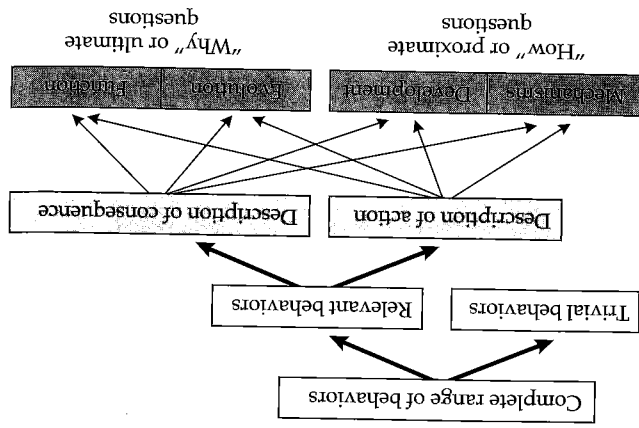 Complete range of behaviors
Trivial behaviors
Relevant behaviors
Description of action
Description of consequence
Mechanisms
Development
Evolution
Function
“How” or proximate
questions
“Why” or ultimate
questions